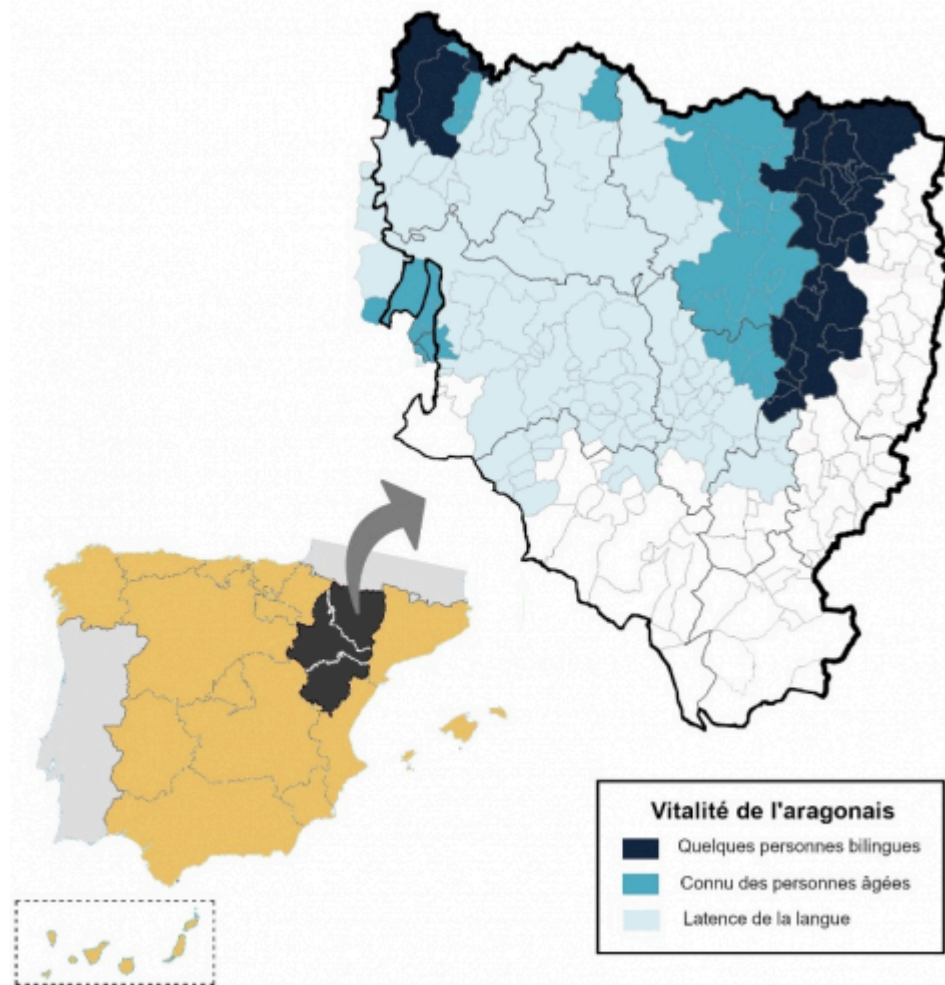 Vitalité de l'aragonais
Quelques personnes bilingues
Connu des personnes âgées
Latence de la langue